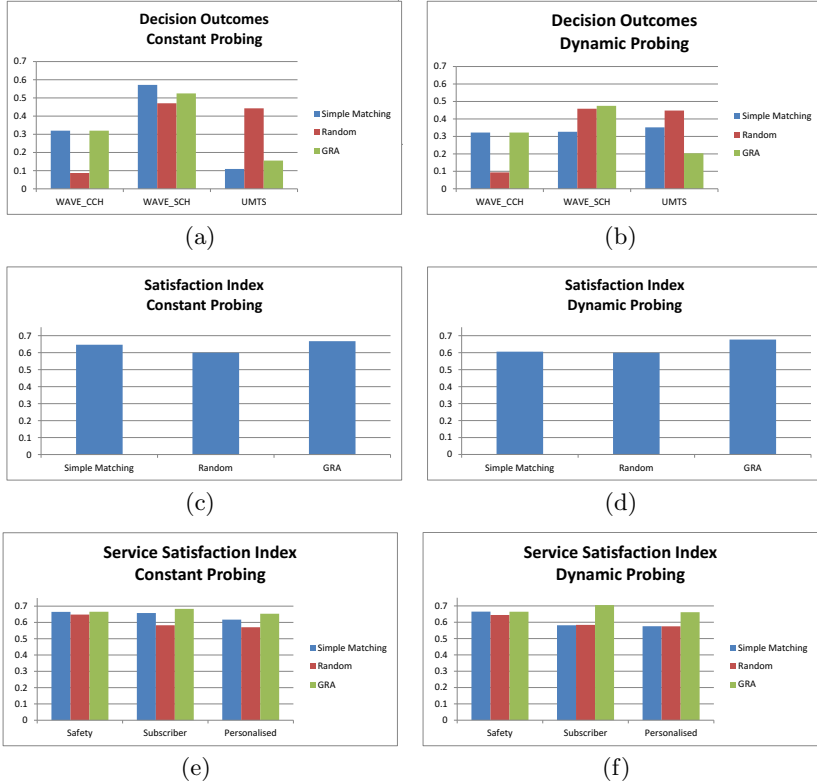 Decision Outcomes
Constant Probing
0.7
0.6
0.5
0.4
0.3
0.2
0.1
0
WAVE_CCH WAVE_SCH UMTS
Simple Matching
Random
GRA
(a)
Decision Outcomes
Dynamic Probing
0.7
0.6
0.5
0.4
0.3
0.2
0.1
0
WAVE_CCH WAVE_SCH UMTS
Simple Matching
Random
GRA
(b)
Satisfaction Index
Constant Probing
0.7
0.6
0.5
0.4
0.3
0.2
0.1
0
Simple Matching Random GRA
(c)
Satisfaction Index
Dynamic Probing
0.7
0.6
0.5
0.4
0.3
0.2
0.1
0
Simple Matching Random GRA
(d)
Service Satisfaction Index
Constant Probing
0.7
0.6
0.5
0.4
0.3
0.2
0.1
0
Safety Subscriber Personalised
Simple Matching
Random
GRA
(e)
Service Satisfaction Index
Dynamic Probing
0.7
0.6
0.5
0.4
0.3
0.2
0.1
0
Safety Subscriber Personalised
Simple Matching
Random
GRA
(f)